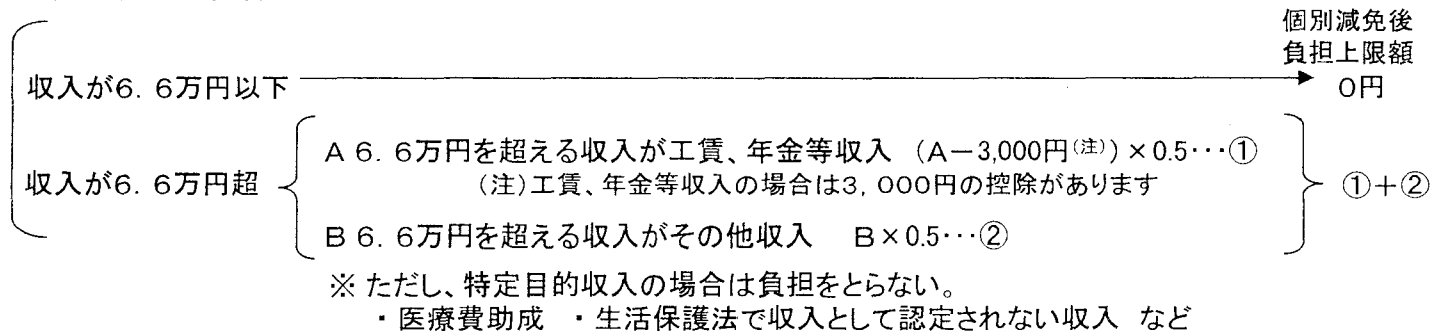 個別減免後
負担上限額
収入が6.6万円以下
0円
収入が6.6万円超
A 6.6万円を超える収入が工賃、年金等収入 (A-3,000円(注))×0.5…①
(注)工賃、年金等収入の場合は3,000円の控除があります
B 6.6万円を超える収入がその他収入 B×0.5…②
①+②
※ ただし、特定目的収入の場合は負担をとらない。
・医療費助成 ・生活保護法で収入として認定されない収入 など